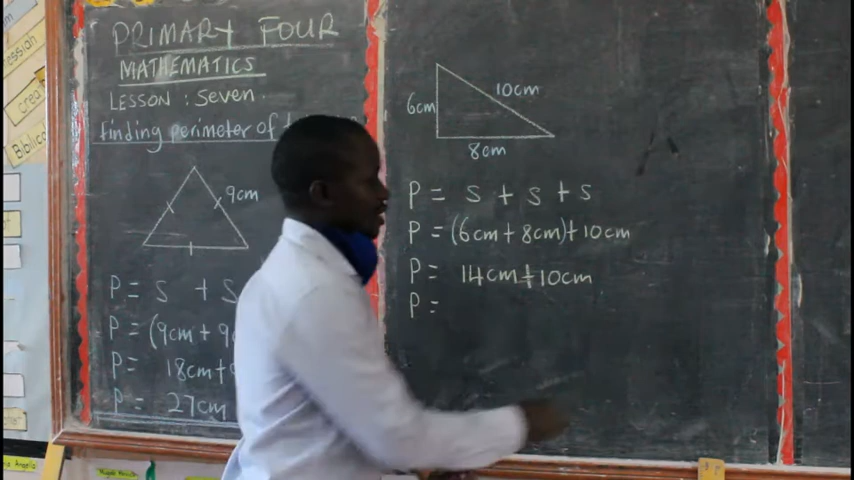 PRIMARY FOUR
MATHEMATICS
LESSON : Seven.
finding perimeter of
9cm
P = S + S
P = (9cm + 9
P = 18cm +
P = 27cm
6cm
10cm
8cm
P = S + S + S
P = (6cm + 8cm) + 10cm
P = 14cm + 10cm
P =